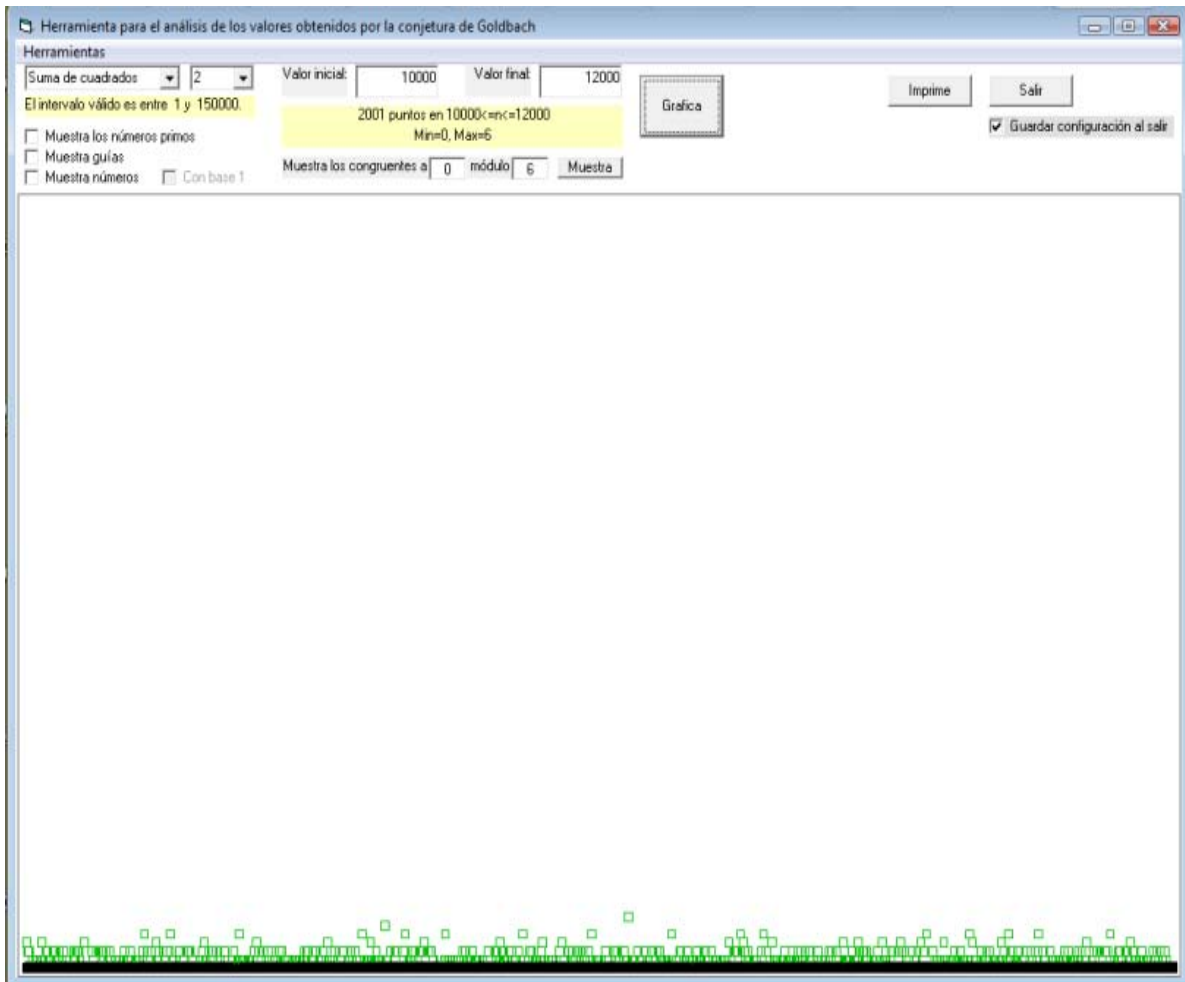 Herramienta para el análisis de los valores obtenidos por la conjetura de Goldbach
Herramientas
Suma de cuadrados 2 Valor inicial: 10000 Valor final: 12000
El intervalo válido es entre 1 y 150000.
Grafica
Imprime Salir
2001 puntos en 10000<=n<=12000
Min=0, Max=6
Guardar configuración al salir
Muestra los números primos
Muestra guías
Muestra números Con base 1
Muestra los congruentes a 0 módulo 6 Muestra